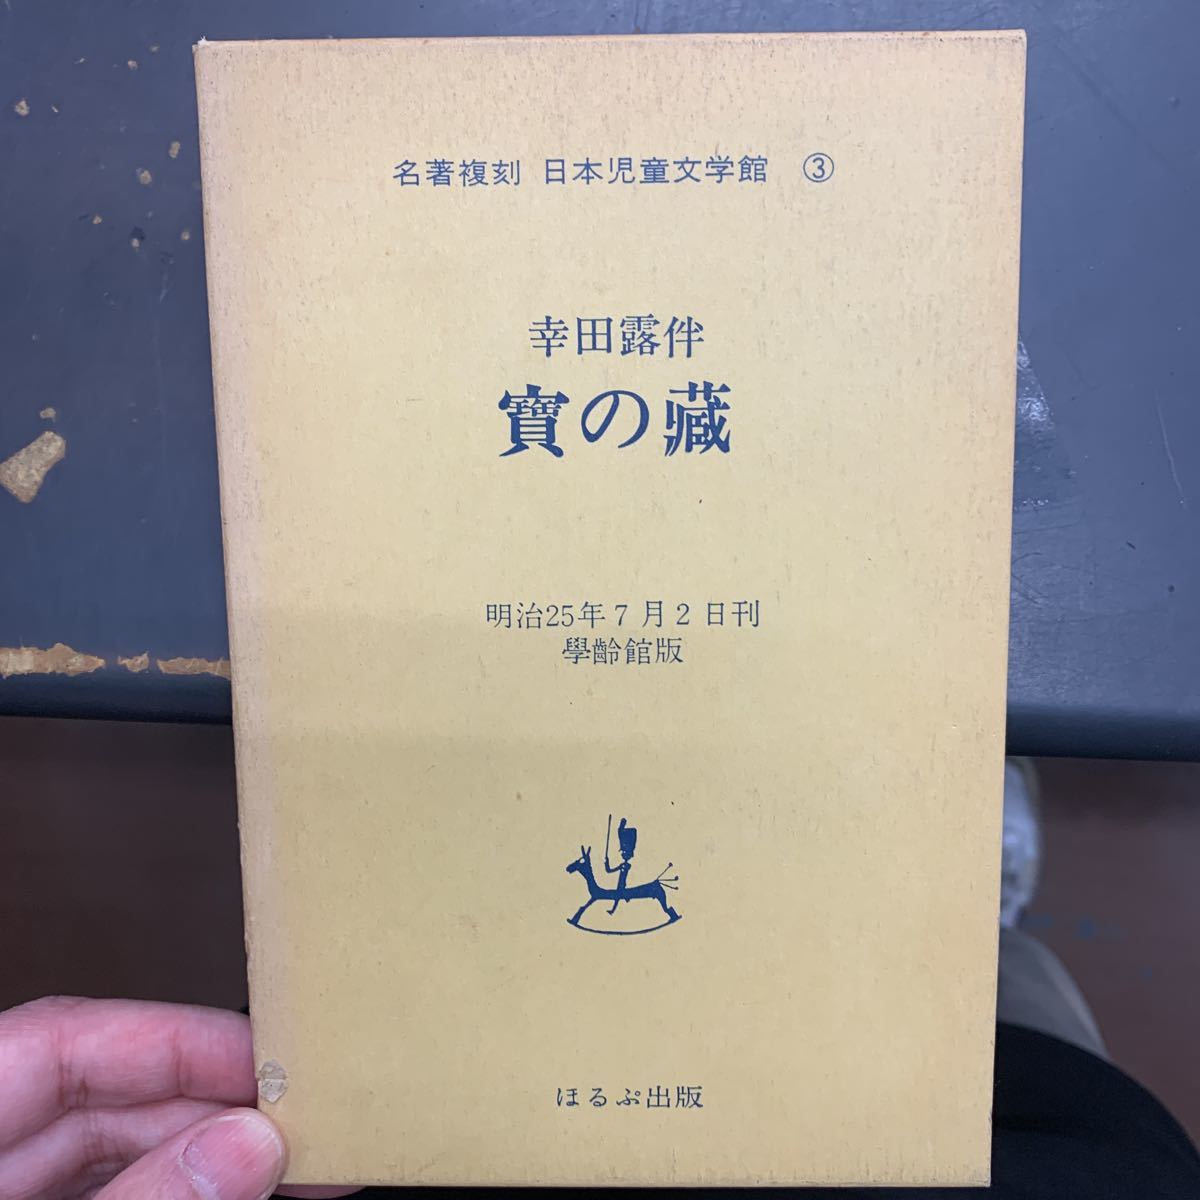 名著複刻 日本児童文学館 ③
幸田露伴
寶の藏
明治25年7月2日刊
學齡館版
ほるぷ出版